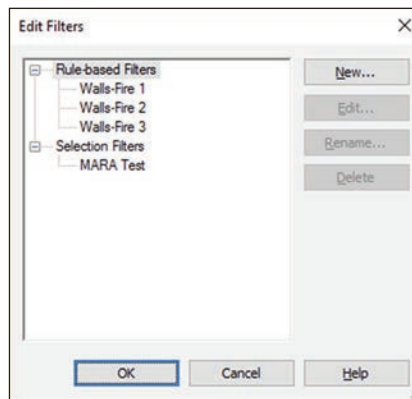 Edit Filters
Rule-based Filters
Walls-Fire 1
Walls-Fire 2
Walls-Fire 3
Selection Filters
MARA Test
New...
Edit...
Rename...
Delete
OK
Cancel
Help